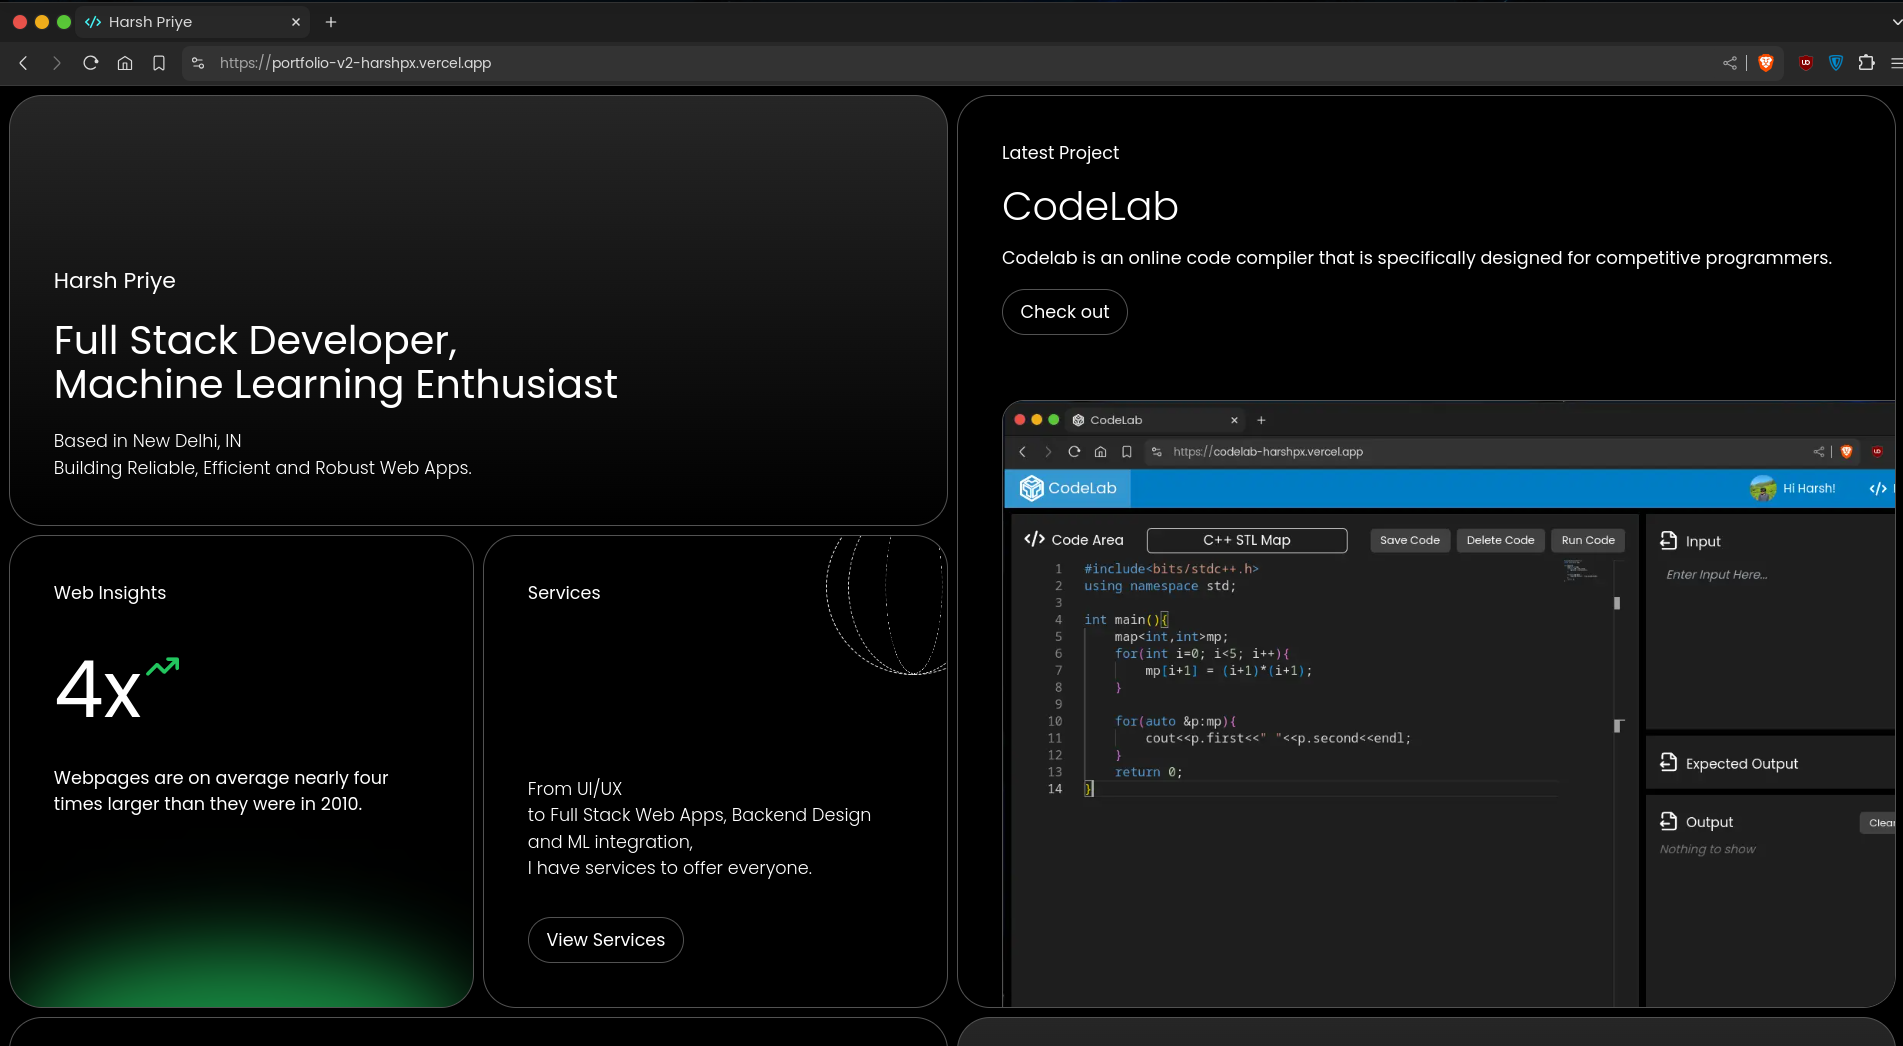 Harsh Priye
https://portfolio-v2-harshpx.vercel.app
Harsh Priye
Full Stack Developer,
Machine Learning Enthusiast
Based in New Delhi, IN
Building Reliable, Efficient and Robust Web Apps.
Web Insights
4x
Webpages are on average nearly four
times larger than they were in 2010.
Services
From UI/UX
to Full Stack Web Apps, Backend Design
and ML integration,
I have services to offer everyone.
View Services
Latest Project
CodeLab
Codelab is an online code compiler that is specifically designed for competitive programmers.
Check out
CodeLab
https://codelab-harshpx.vercel.app
CodeLab
Hi Harsh!
</> Code Area
C++ STL Map
Save Code
Delete Code
Run Code
1 #include<bits/stdc++.h>
2 using namespace std;
3
4 int main(){
5 map<int,int>mp;
6 for(int i=0; i<5; i++){
7 mp[i+1] = (i+1)*(i+1);
8 }
9
10 for(auto &p:mp){
11 cout<<p.first<<" "<<p.second<<endl;
12 }
13 return 0;
14 }
Input
Enter Input Here...
Expected Output
Output
Clear
Nothing to show